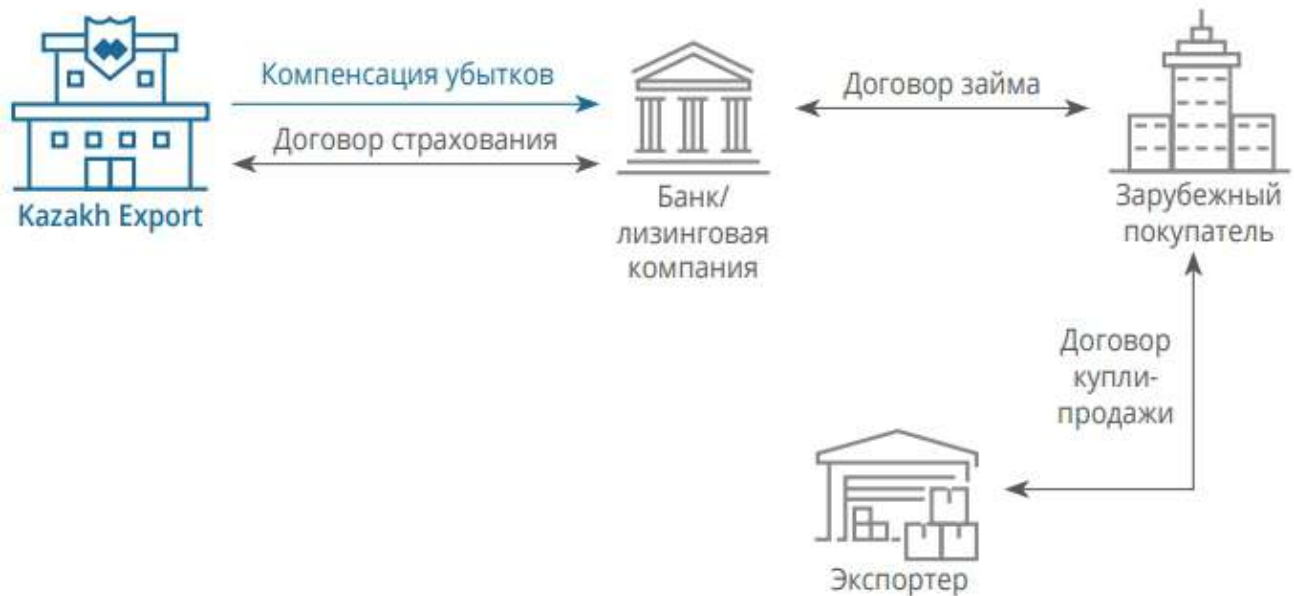 Компенсация убытков
Договор страхования
Договор займа
Kazakh Export
Банк/
лизинговая
компания
Зарубежный
покупатель
Договор
купли-
продажи
Экспортер